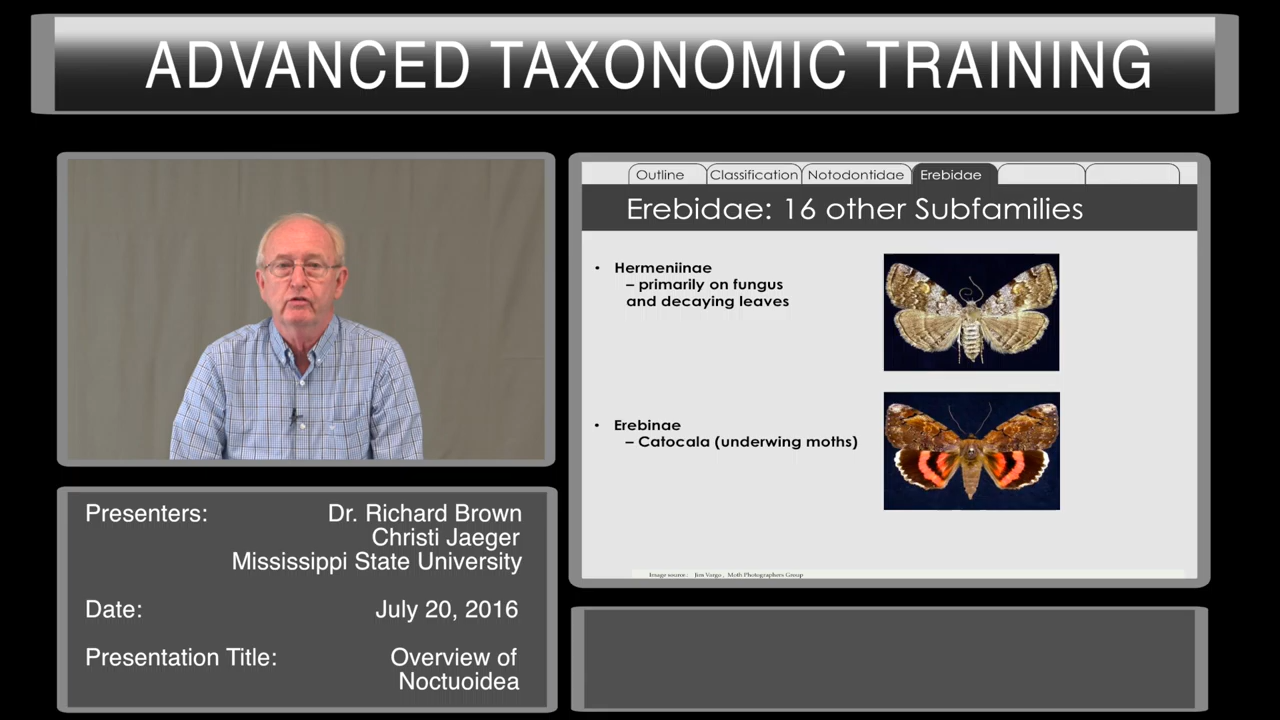 ADVANCED TAXONOMIC TRAINING
Outline
Classification
Notodontidae
Erebidae
Erebidae: 16 other Subfamilies
• Hermeniinae
– primarily on fungus
and decaying leaves
• Erebinae
– Catocala (underwing moths)
Image source: Jim Vargo, Moth Photographers Group
Presenters: Dr. Richard Brown
Christi Jaeger
Mississippi State University
Date: July 20, 2016
Presentation Title: Overview of
Noctuoidea